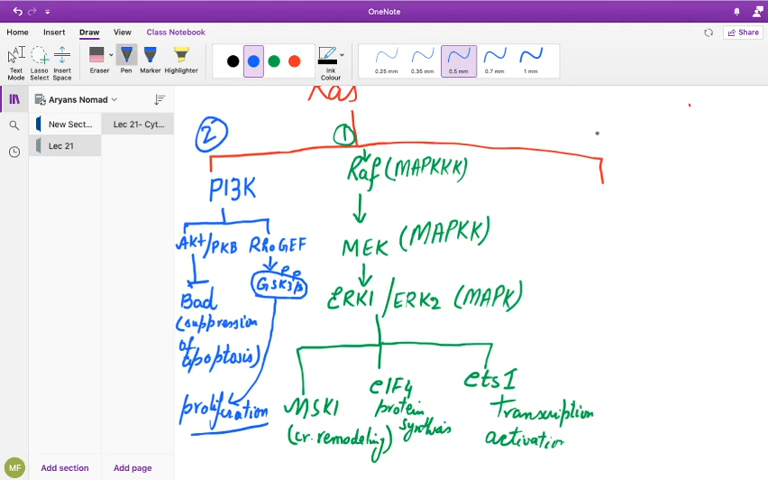 OneNote
Home
Insert
Draw
View
Class Notebook
Share
Text Mode
Lasso Select
Insert Space
Eraser
Pen
Marker
Highlighter
Ink Colour
0.25 mm
0.35 mm
0.5 mm
0.7 mm
1 mm
Aryans Nomad
New Sect...
Lec 21- Cyt...
Lec 21
Ras
2
1
Raf (MAPKKK)
PI3K
MEK (MAPKK)
Akt/PKB
RhoGEF
GSK3β
Bad
(suppression
of
apoptosis)
ERK1/ERK2 (MAPK)
proliferation
MSK1
(cr. remodeling)
eIF4
protein
synthesis
ets1
transcription
activation
MF
Add section
Add page